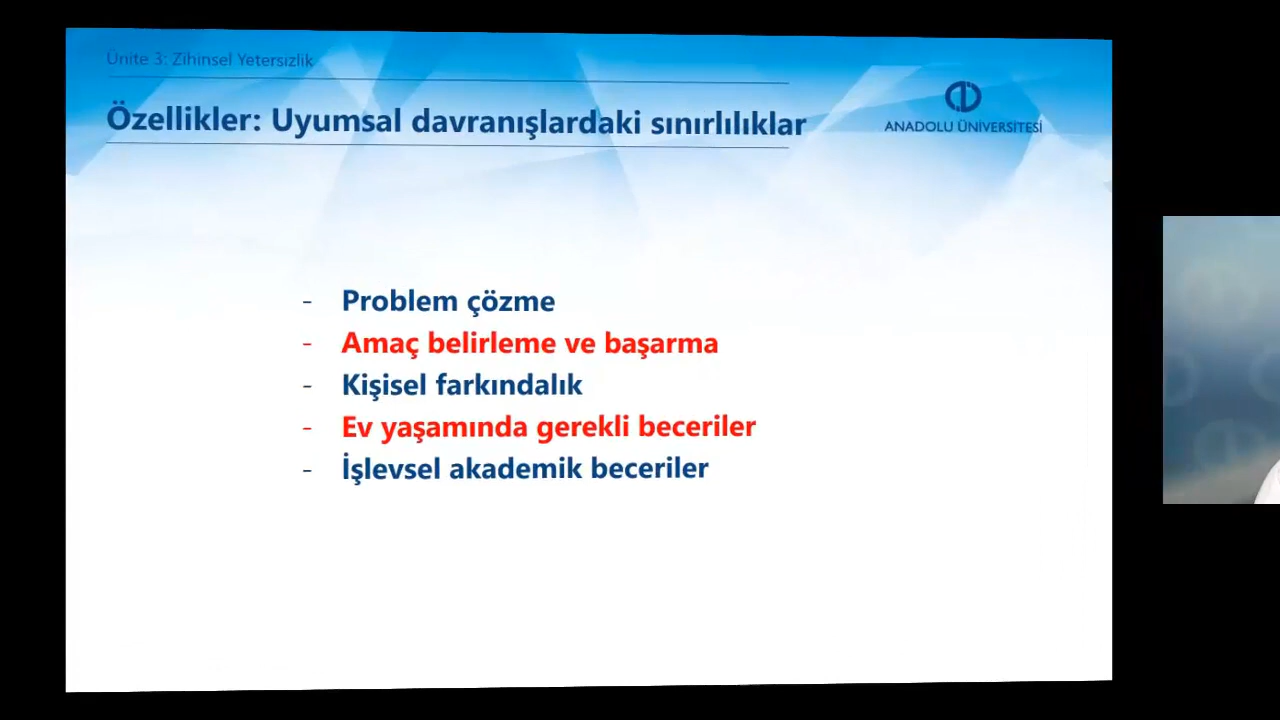 Ünite 3: Zihinsel Yetersizlik
Özellikler: Uyumsal davranışlardaki sınırlılıklar
ANADOLU ÜNİVERSİTESİ
- Problem çözme
- Amaç belirleme ve başarma
- Kişisel farkındalık
- Ev yaşamında gerekli beceriler
- İşlevsel akademik beceriler